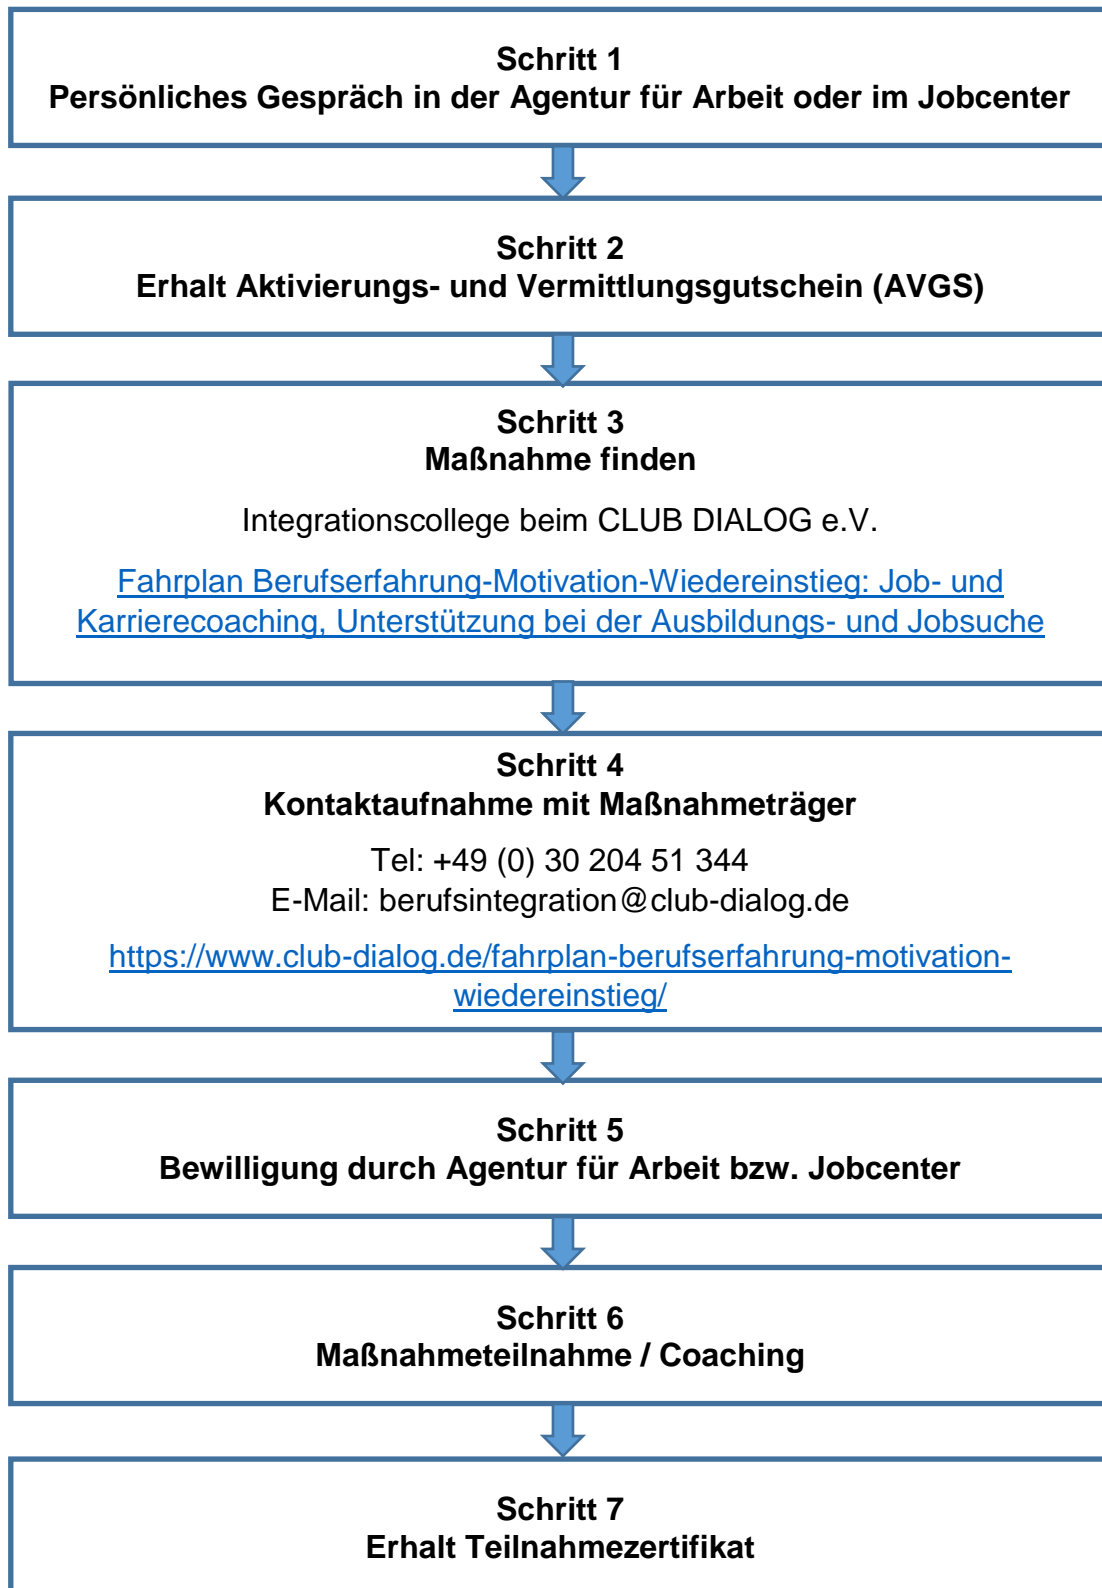 Schritt 1
Persönliches Gespräch in der Agentur für Arbeit oder im Jobcenter
Schritt 2
Erhalt Aktivierungs- und Vermittlungsgutschein (AVGS)
Schritt 3
Maßnahme finden
Integrationscollege beim CLUB DIALOG e.V.
Fahrplan Berufserfahrung-Motivation-Wiedereinstieg: Job- und
Karrierecoaching, Unterstützung bei der Ausbildungs- und Jobsuche
Schritt 4
Kontaktaufnahme mit Maßnahmeträger
Tel: +49 (0) 30 204 51 344
E-Mail: berufsintegration@club-dialog.de
https://www.club-dialog.de/fahrplan-berufserfahrung-motivation-
wiedereinstieg/
Schritt 5
Bewilligung durch Agentur für Arbeit bzw. Jobcenter
Schritt 6
Maßnahmeteilnahme / Coaching
Schritt 7
Erhalt Teilnahmezertifikat